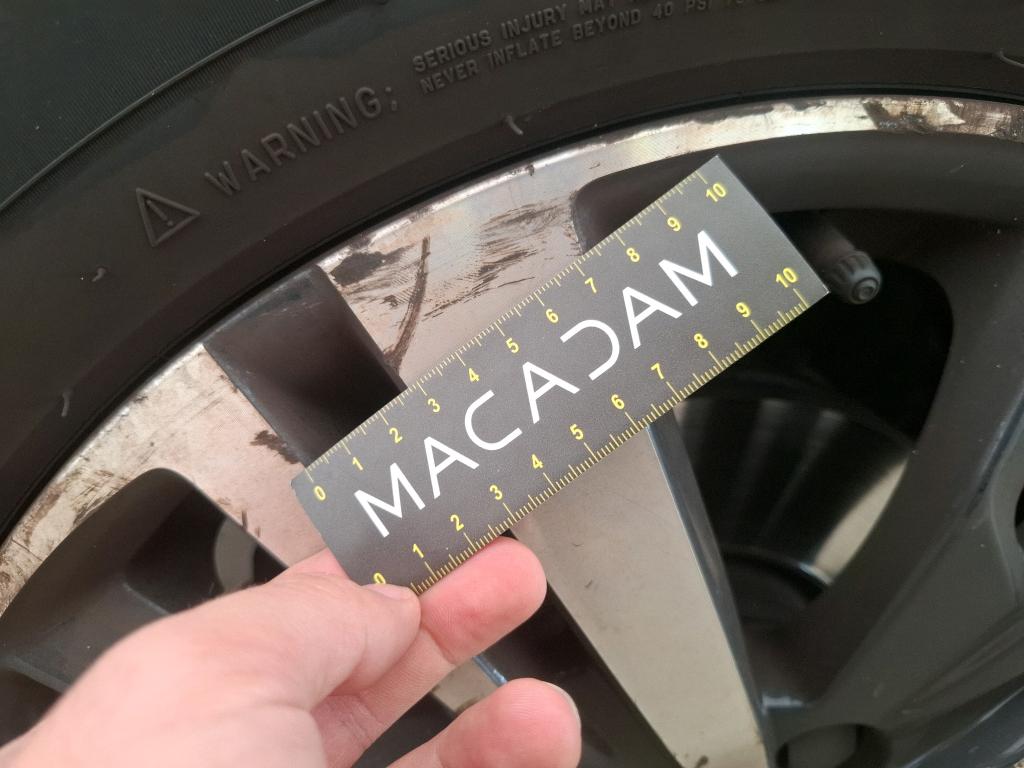 SERIOUS INJURY MAY
WARNING: NEVER INFLATE BEYOND 40 PSI
0 1 2 3 4 5 6 7 8 9 10
MACADAM
0 1 2 3 4 5 6 7 8 9 10